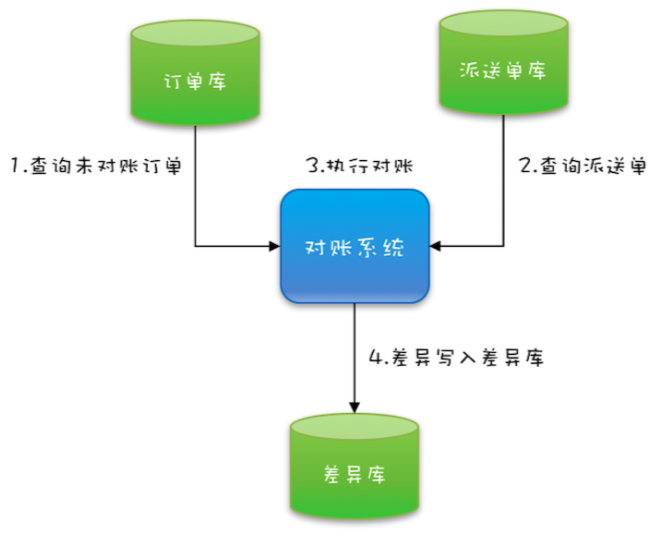 订单库
派送单库
1.查询未对账订单
3.执行对账
2.查询派送单
对账系统
4.差异写入差异库
差异库